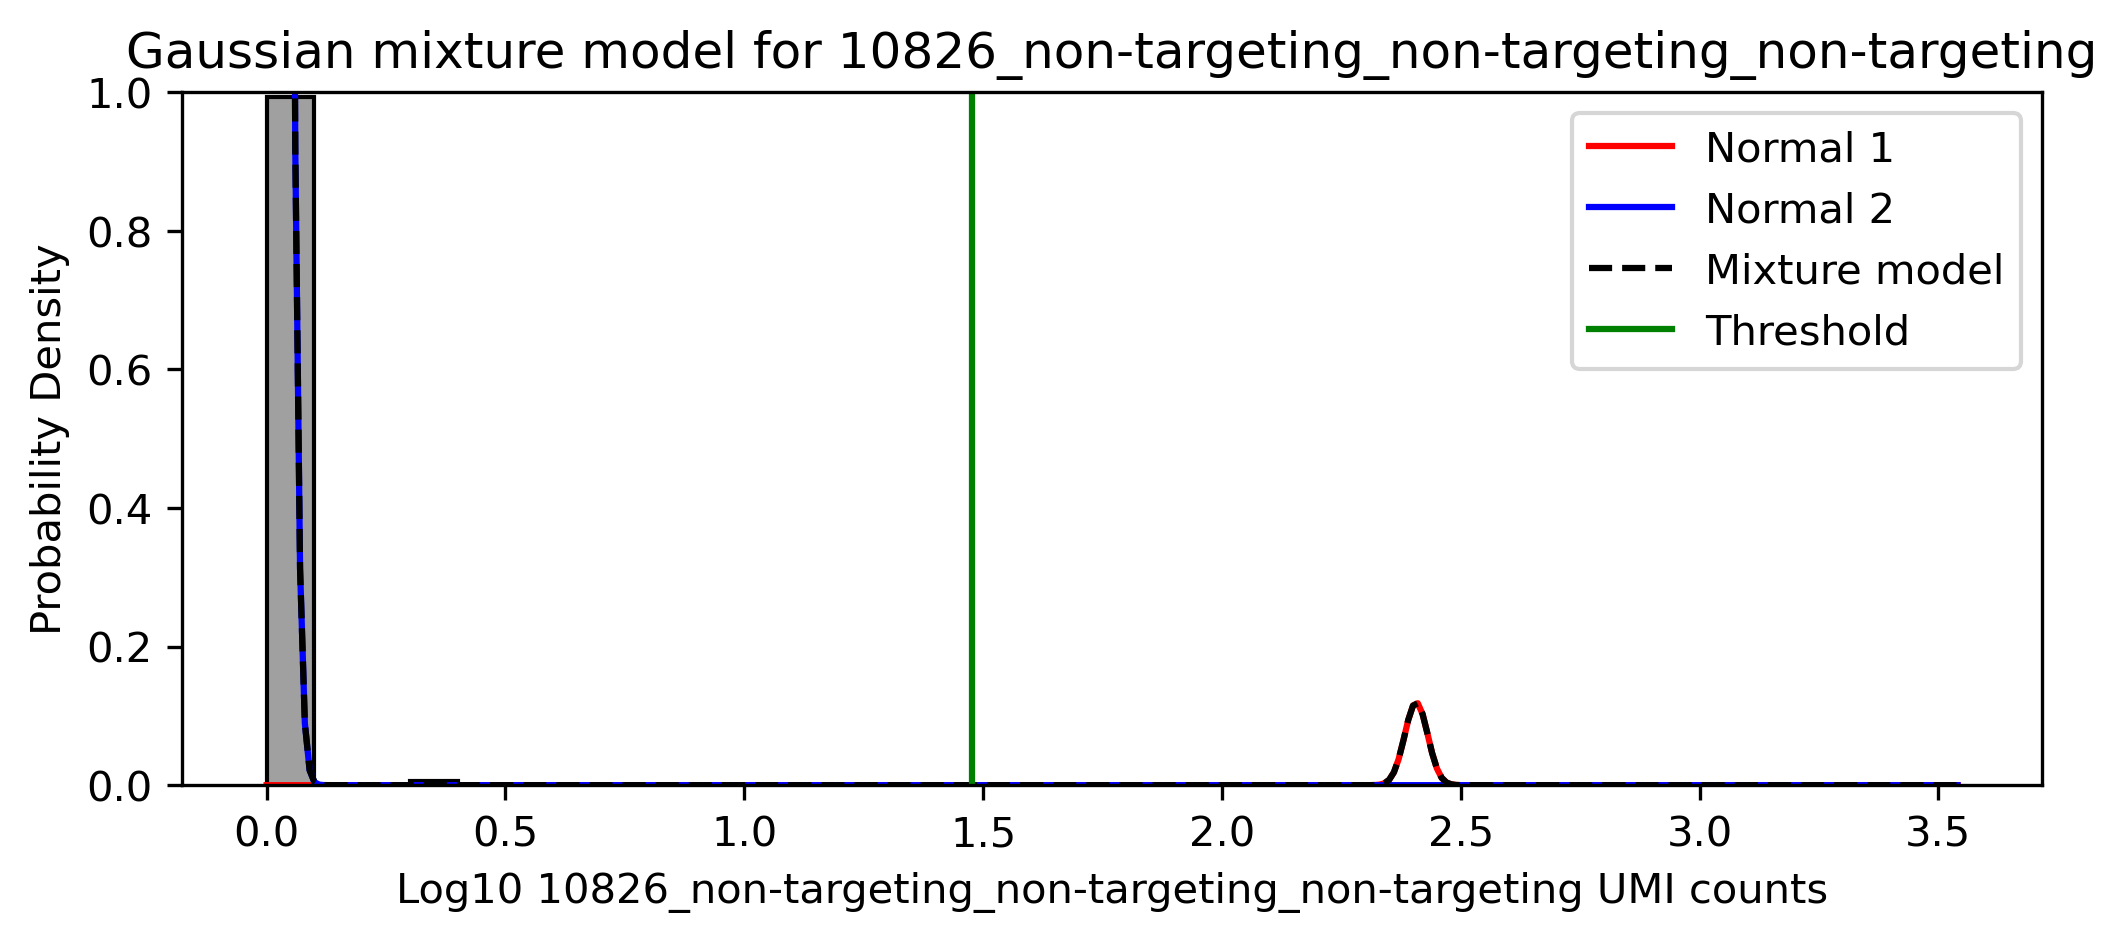 Gaussian mixture model for 10826_non-targeting_non-targeting_non-targeting
1.0
0.8
0.6
0.4
0.2
0.0
Probability Density
Normal 1
Normal 2
Mixture model
Threshold
0.0 0.5 1.0 1.5 2.0 2.5 3.0 3.5
Log10 10826_non-targeting_non-targeting_non-targeting UMI counts